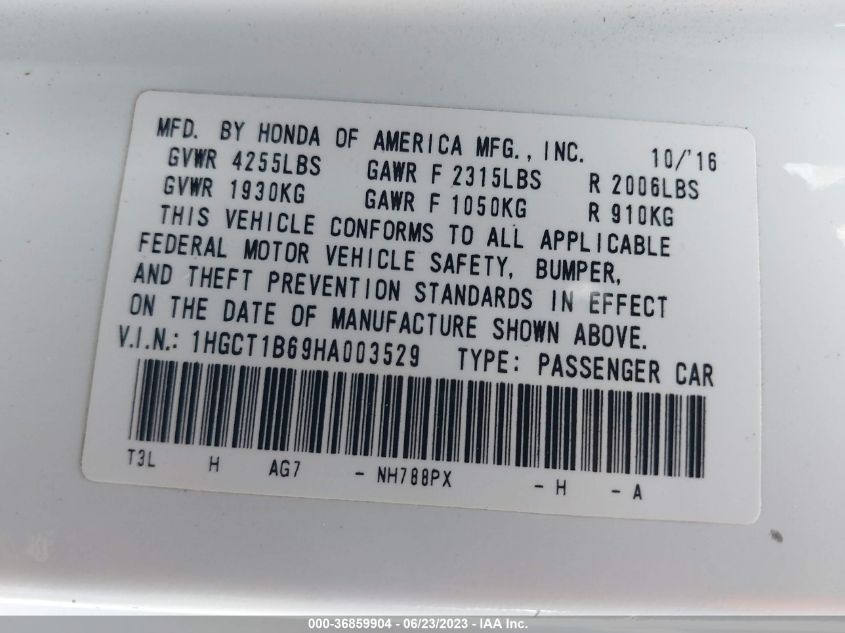 MFD. BY HONDA OF AMERICA MFG., INC. 10/'16
GVWR 4255LBS GAWR F 2315LBS R 2006LBS
GVWR 1930KG GAWR F 1050KG R 910KG
THIS VEHICLE CONFORMS TO ALL APPLICABLE
FEDERAL MOTOR VEHICLE SAFETY, BUMPER,
AND THEFT PREVENTION STANDARDS IN EFFECT
ON THE DATE OF MANUFACTURE SHOWN ABOVE.
V.I.N.: 1HGCT1B69HA003529 TYPE: PASSENGER CAR
T3L H AG7 - NH788PX - H - A
000-36859904 - 06/23/2023 - IAA Inc.